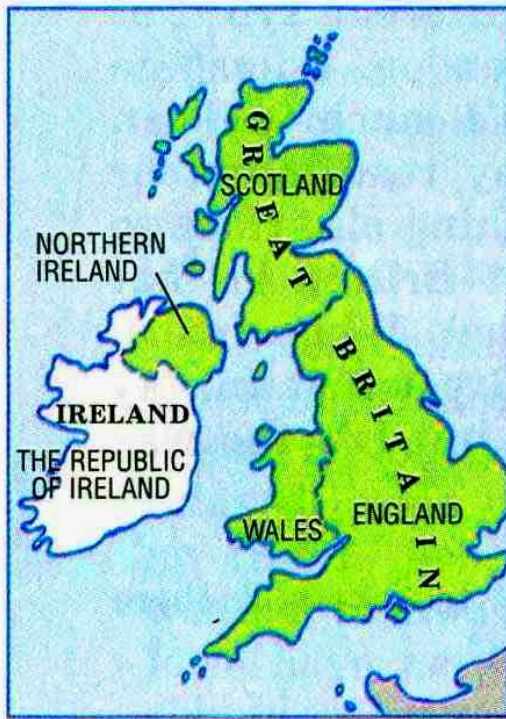 GREAT
SCOTLAND
NORTHERN
IRELAND
BRITAIN
IRELAND
THE REPUBLIC
OF IRELAND
WALES
ENGLAND